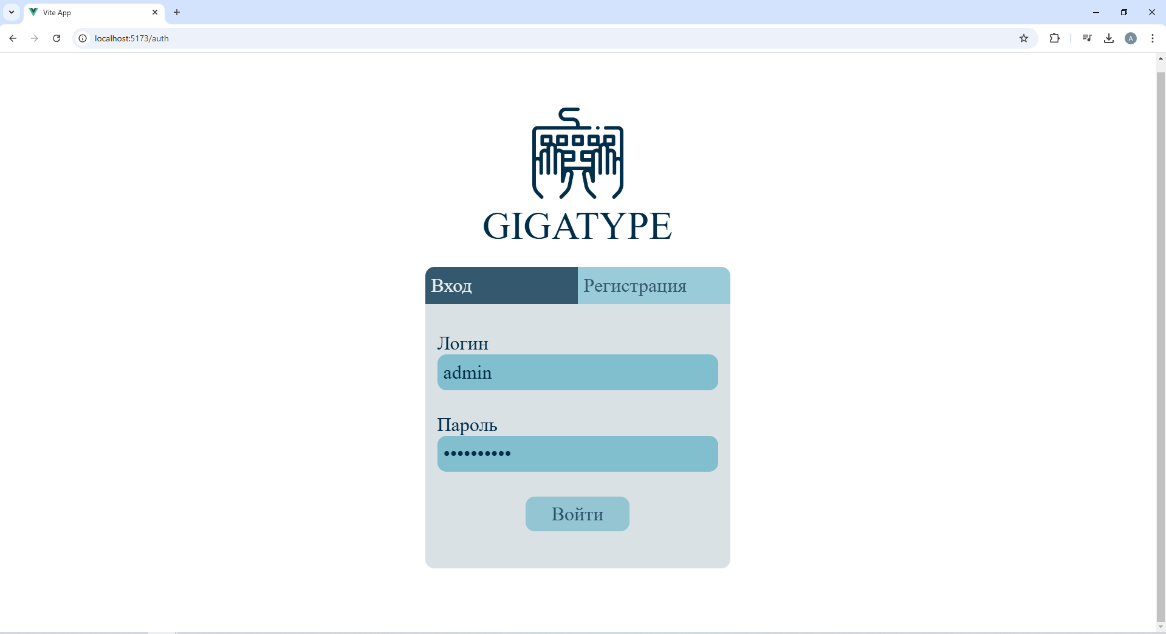 Vite App
localhost:5173/auth
A
GIGATYPE
Вход
Регистрация
Логин
admin
Пароль
••••••••••
Войти